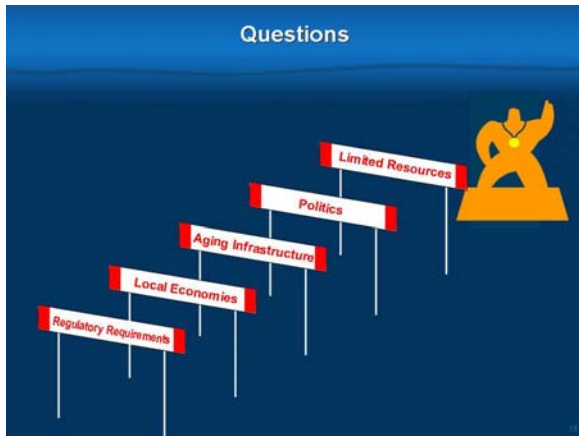 Questions
Limited Resources
Politics
Aging Infrastructure
Local Economies
Regulatory Requirements